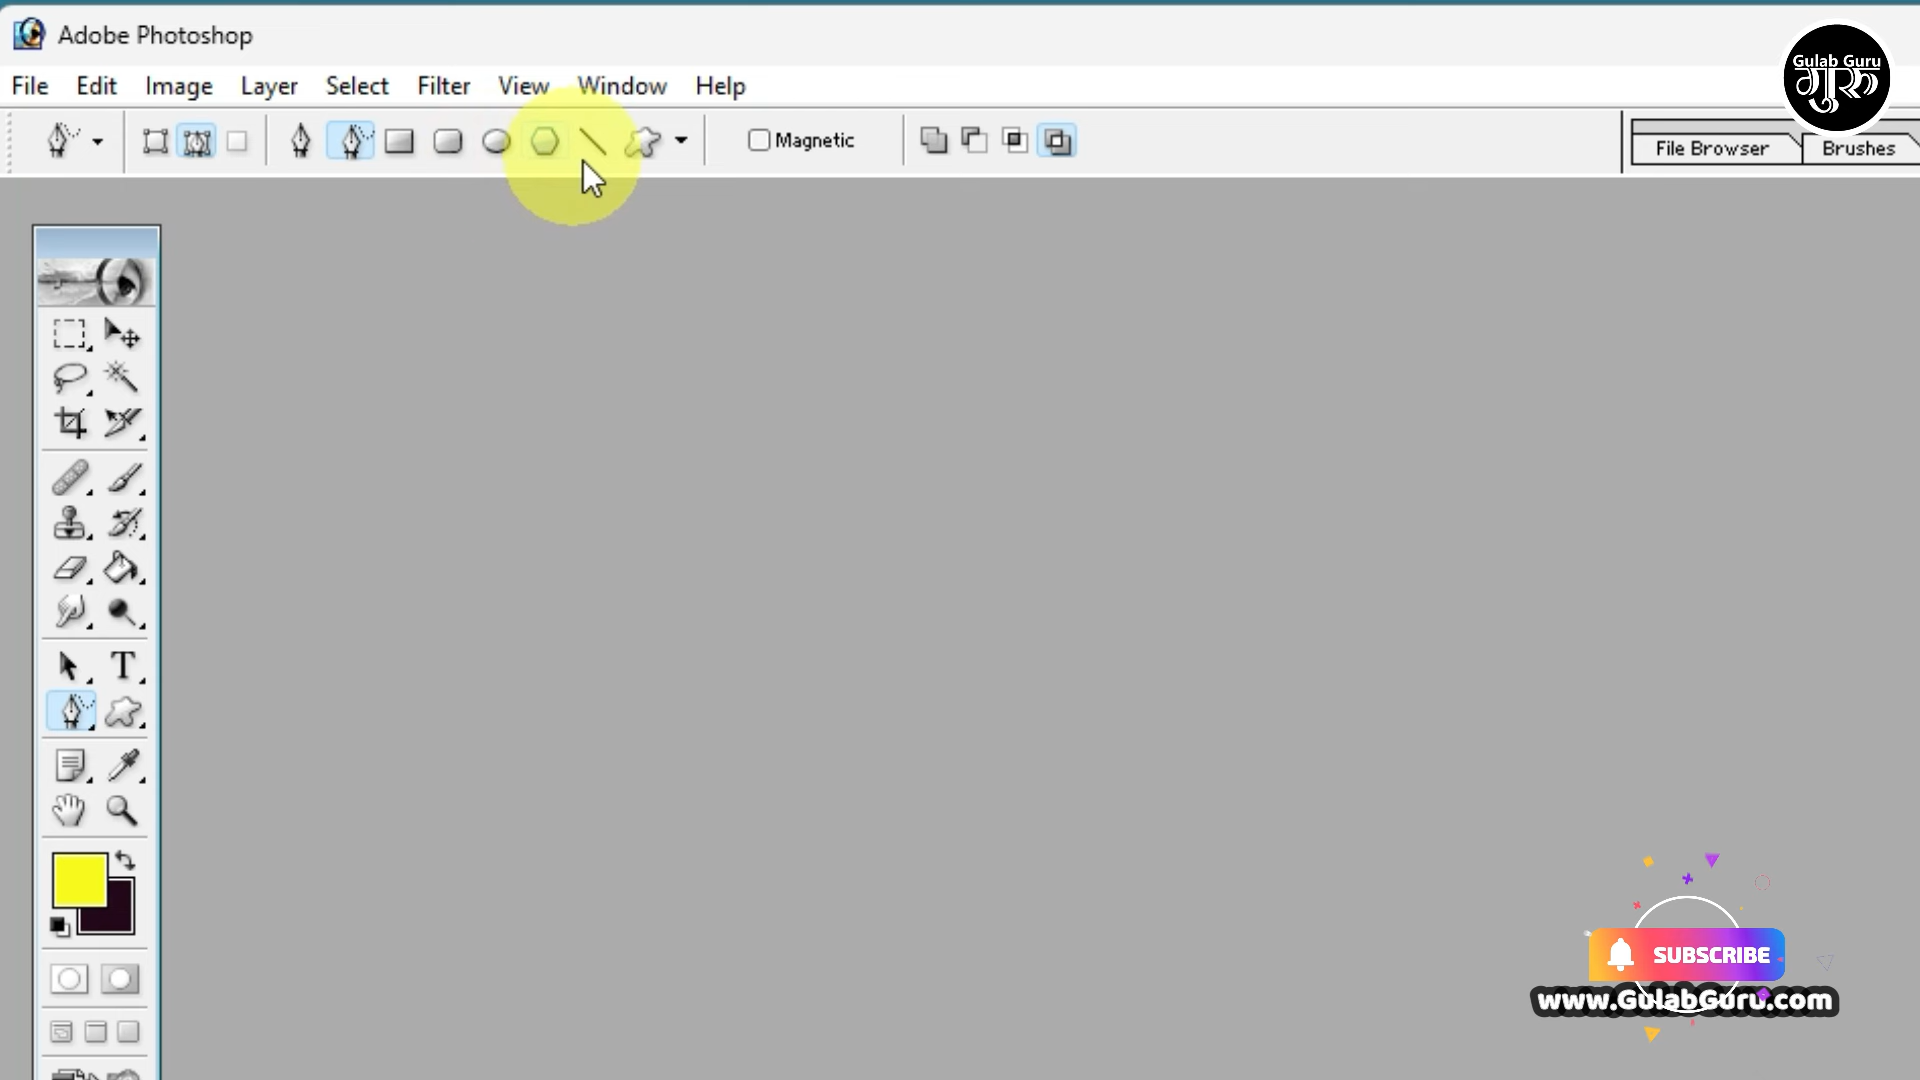 Adobe Photoshop
File Edit Image Layer Select Filter View Window Help
Gulab Guru
गुरु
Magnetic
File Browser Brushes
T
SUBSCRIBE
www.GulabGuru.com